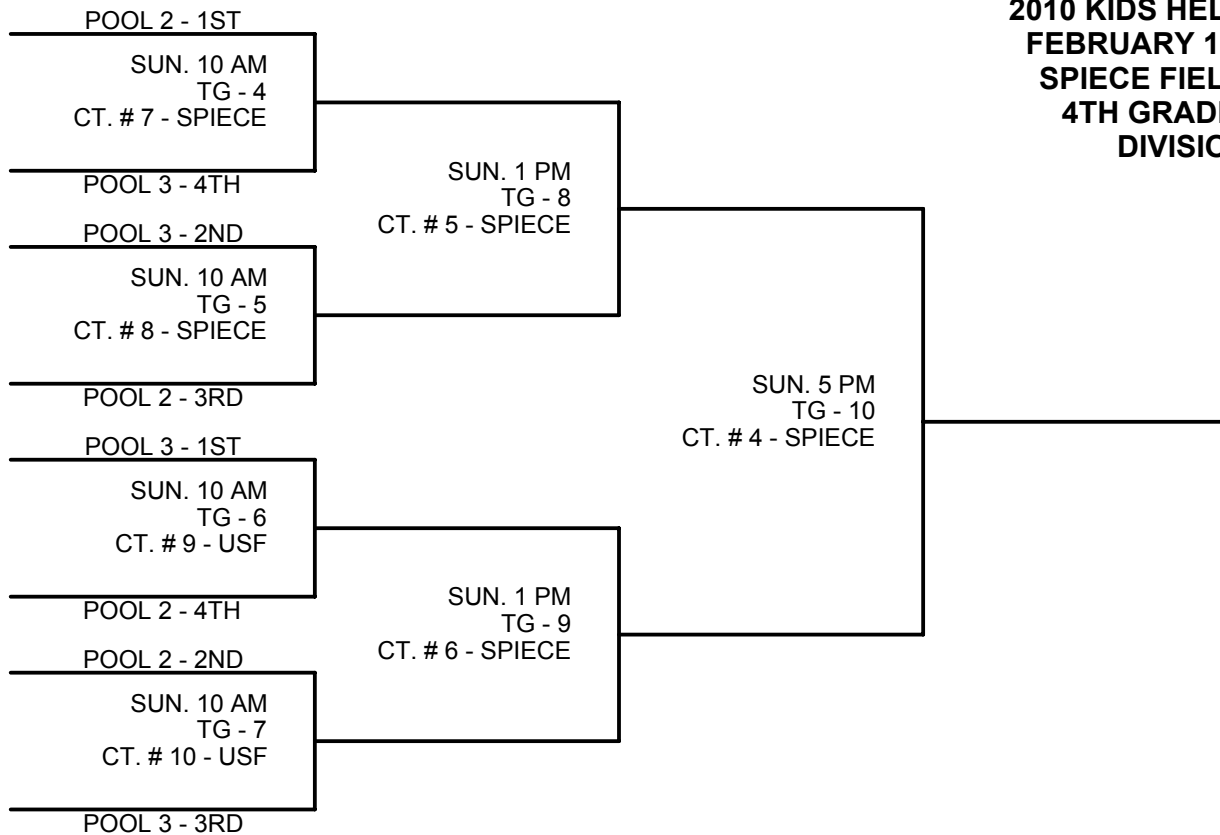 2010 KIDS HEL
FEBRUARY 1
SPIECE FIEL
4TH GRAD
DIVISIO
POOL 2 - 1ST
SUN. 10 AM
TG - 4
CT. # 7 - SPIECE
POOL 3 - 4TH
SUN. 1 PM
TG - 8
CT. # 5 - SPIECE
POOL 3 - 2ND
SUN. 10 AM
TG - 5
CT. # 8 - SPIECE
POOL 2 - 3RD
SUN. 5 PM
TG - 10
CT. # 4 - SPIECE
POOL 3 - 1ST
SUN. 10 AM
TG - 6
CT. # 9 - USF
POOL 2 - 4TH
SUN. 1 PM
TG - 9
CT. # 6 - SPIECE
POOL 2 - 2ND
SUN. 10 AM
TG - 7
CT. # 10 - USF
POOL 3 - 3RD